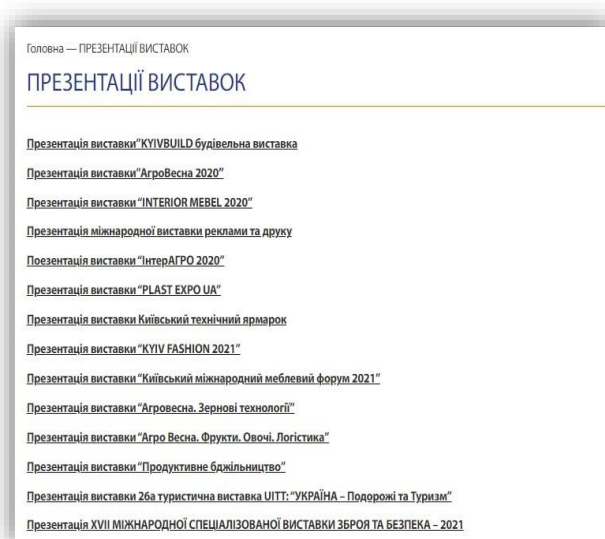 Головна — ПРЕЗЕНТАЦІЇ ВИСТАВОК
ПРЕЗЕНТАЦІЇ ВИСТАВОК
Презентація виставки"KYIVBUILD будівельна виставка
Презентація виставки"АгроВесна 2020"
Презентація виставки "INTERIOR MEBEL 2020"
Презентація міжнародної виставки реклами та друку
Поезентація виставки "ІнтерАГРО 2020"
Презентація виставки "PLAST EXPO UA"
Презентація виставки Київський технічний ярмарок
Презентація виставки "KYIV FASHION 2021"
Презентація виставки "Київський міжнародний меблевий форум 2021"
Презентація виставки "Агровесна. Зернові технології"
Презентація виставки "Агро Весна. Фрукти. Овочі. Логістика"
Презентація виставки "Продуктивне бджільництво"
Презентація виставки 26а туристична виставка UITT: "УКРАЇНА – Подорожі та Туризм"
Презентація XVII МІЖНАРОДНОЇ СПЕЦІАЛІЗОВАНОЇ ВИСТАВКИ ЗБРОЯ ТА БЕЗПЕКА – 2021